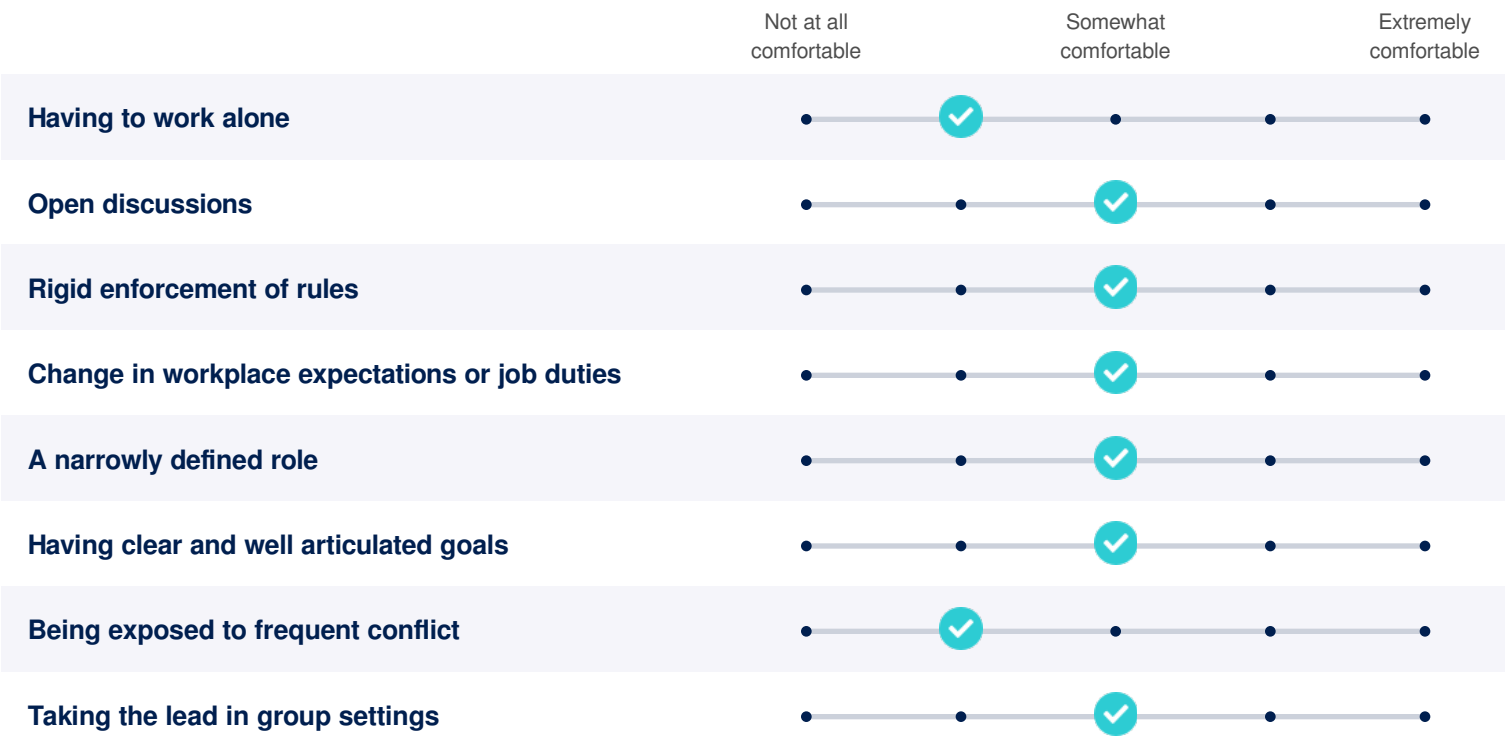 Not at all
comfortable
Somewhat
comfortable
Extremely
comfortable
Having to work alone
Open discussions
Rigid enforcement of rules
Change in workplace expectations or job duties
A narrowly defined role
Having clear and well articulated goals
Being exposed to frequent conflict
Taking the lead in group settings